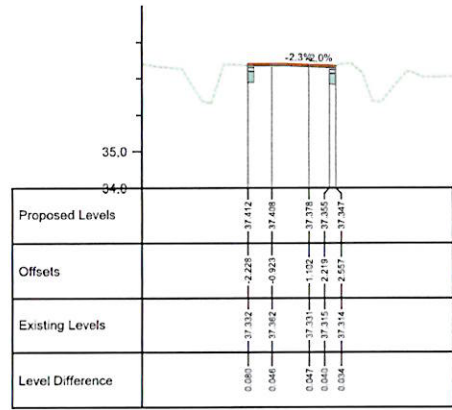 -2.3%
-2.0%
35.0
34.0
Proposed Levels
37.412 37.408 37.378 37.355 37.347
Offsets
-2.228 -0.923 1.102 2.219 2.557
Existing Levels
37.332 37.362 37.331 37.315 37.314
Level Difference
0.080 0.046 0.047 0.040 0.034